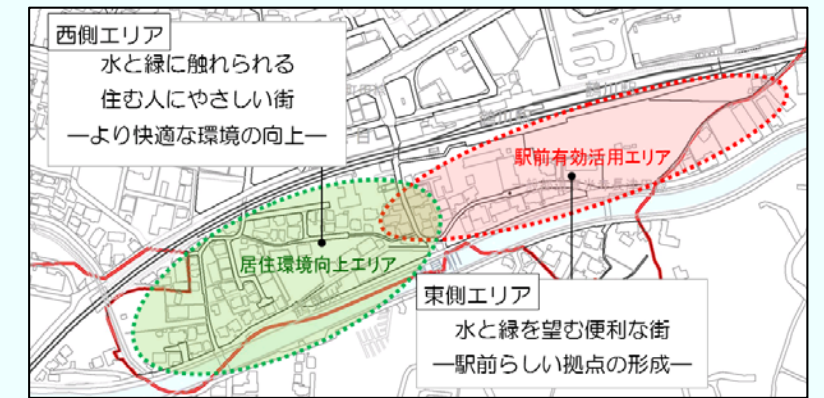 西側エリア
水と緑に触れられる
住む人にやさしい街
―より快適な環境の向上―
駅前有効活用エリア
居住環境向上エリア
東側エリア
水と緑を望む便利な街
―駅前らしい拠点の形成―